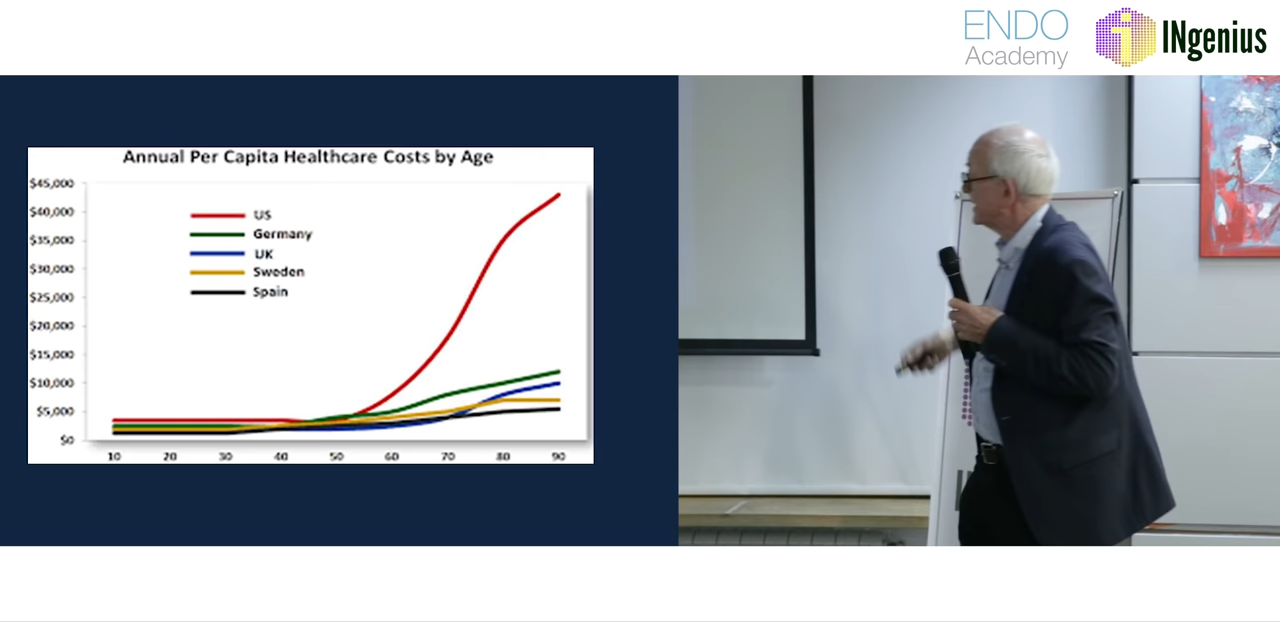 ENDO
Academy
INgenius
Annual Per Capita Healthcare Costs by Age
$45,000
$40,000
$35,000
$30,000
$25,000
$20,000
$15,000
$10,000
$5,000
$0
US
Germany
UK
Sweden
Spain
10 20 30 40 50 60 70 80 90